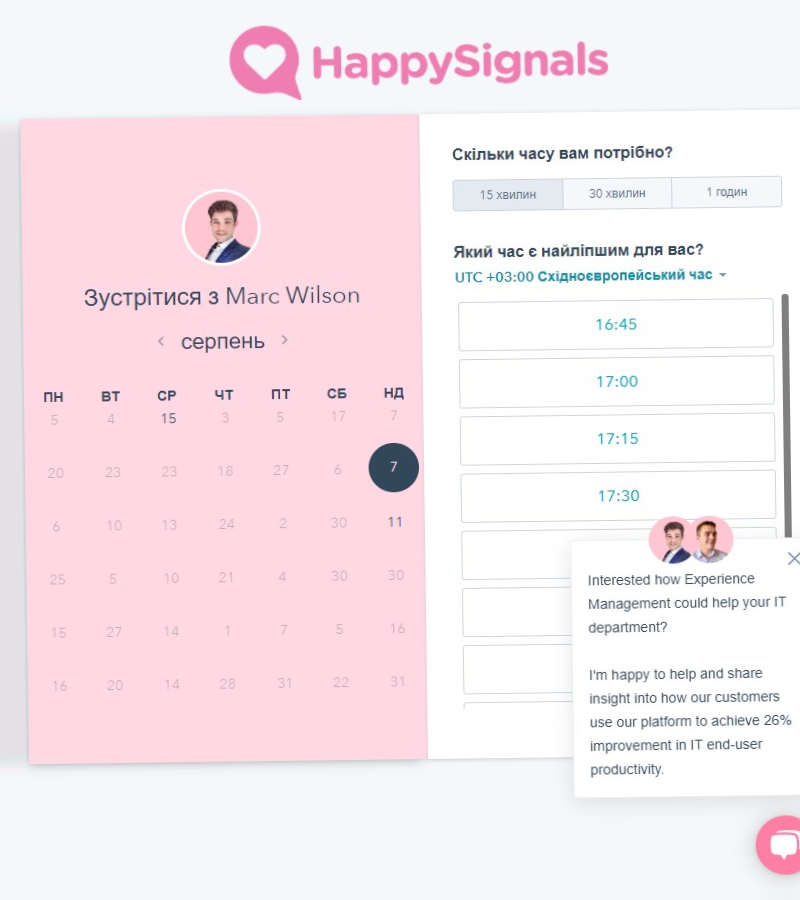 HappySignals
Зустрітися з Marc Wilson
серпень
ПН ВТ СР ЧТ ПТ СБ НД
5 4 15 3 5 17 7
20 23 23 18 27 6 7
6 10 13 24 2 30 11
25 5 10 21 4 30 30
15 27 14 1 7 5 16
16 20 14 28 31 22 31
Скільки часу вам потрібно?
15 хвилин 30 хвилин 1 годин
Який час є найліпшим для вас?
UTC +03:00 Східноєвропейський час
16:45
17:00
17:15
17:30
Interested how Experience
Management could help your IT
department?
I'm happy to help and share
insight into how our customers
use our platform to achieve 26%
improvement in IT end-user
productivity.